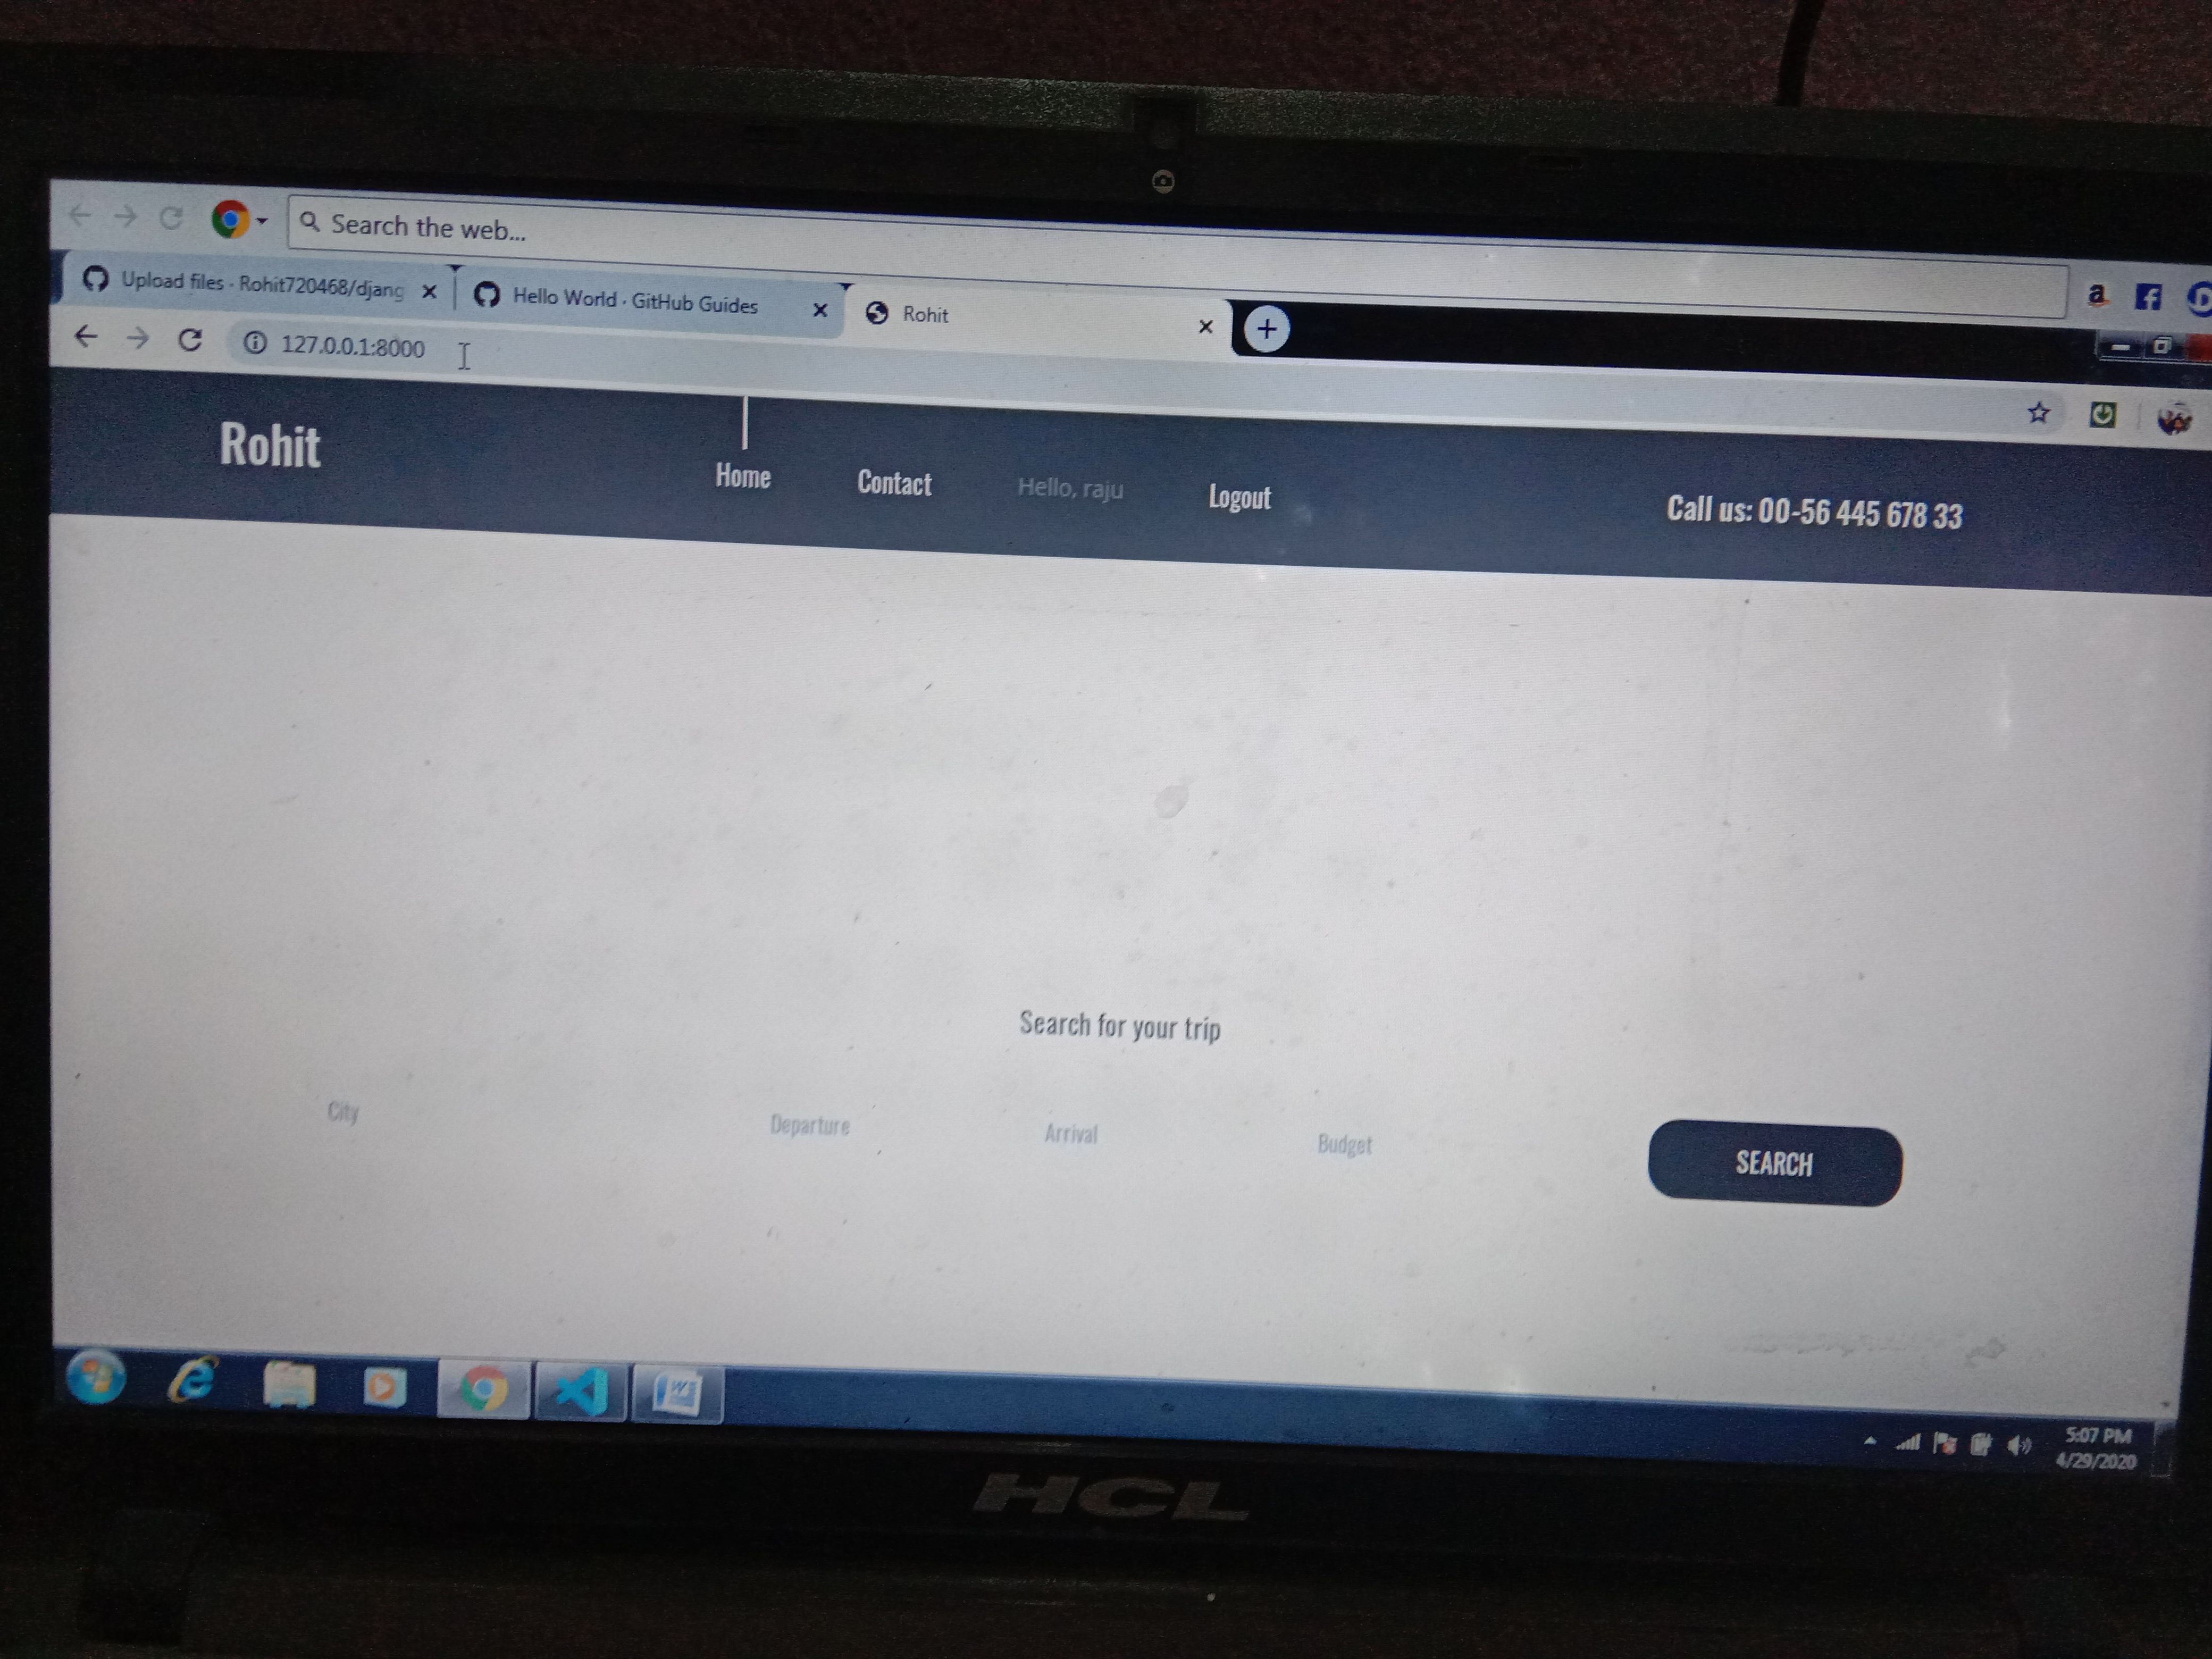 Search the web...
Upload files · Rohit720468/djang
Hello World · GitHub Guides
Rohit
127.0.0.1:8000
Rohit
Home
Contact
Hello, raju
Logout
Call us: 00-56 445 678 33
Search for your trip
City
Departure
Arrival
Budget
SEARCH
5:07 PM
4/29/2020
HCL